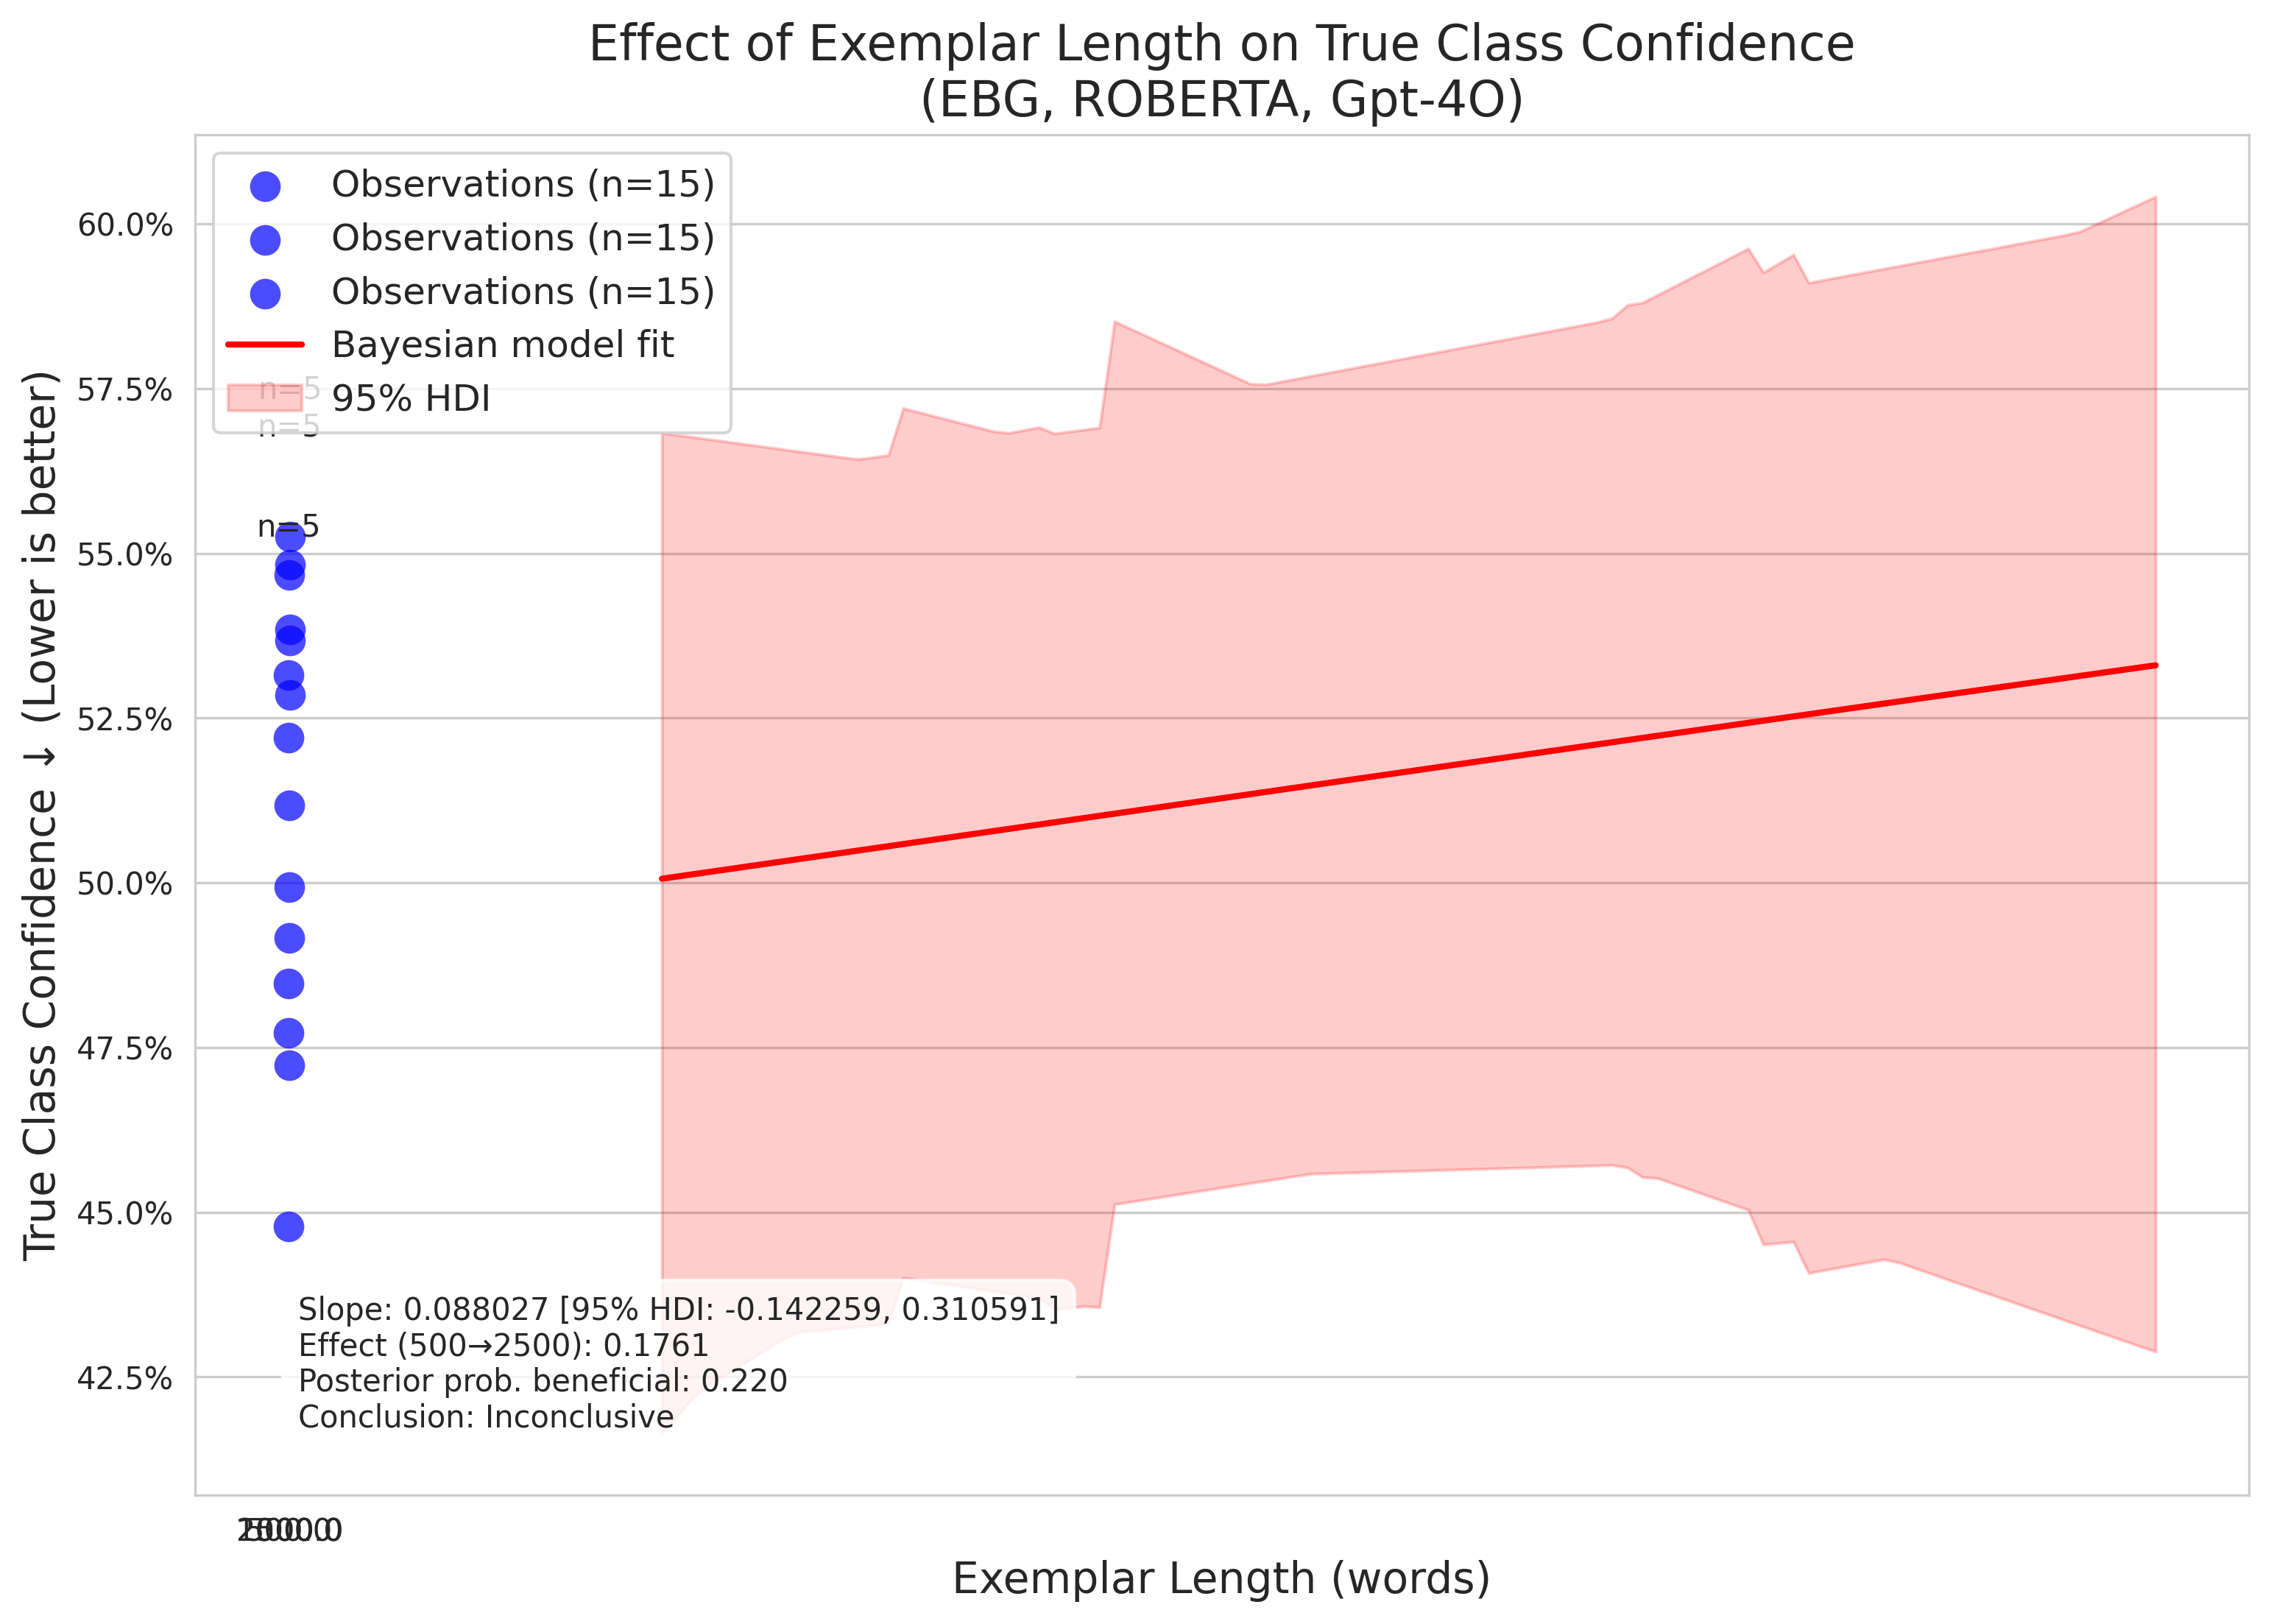 Effect of Exemplar Length on True Class Confidence
(EBG, ROBERTA, Gpt-4O)
Observations (n=15)
Observations (n=15)
Observations (n=15)
Bayesian model fit
95% HDI
n=5
n=5
n=5
60.0%
57.5%
55.0%
52.5%
50.0%
47.5%
45.0%
42.5%
True Class Confidence ↓ (Lower is better)
Slope: 0.088027 [95% HDI: -0.142259, 0.310591]
Effect (500→2500): 0.1761
Posterior prob. beneficial: 0.220
Conclusion: Inconclusive
Exemplar Length (words)